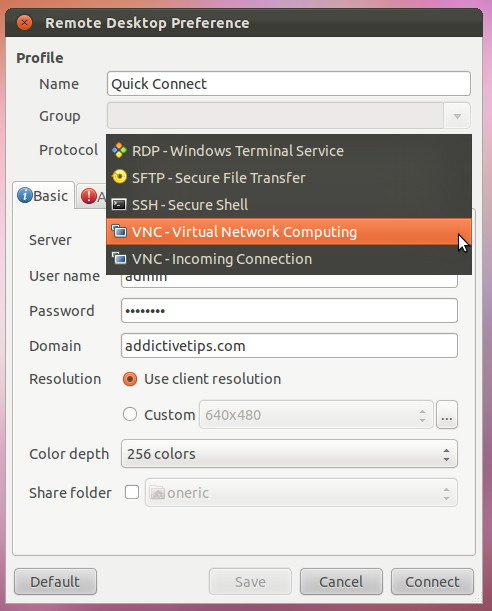 Remote Desktop Preference
Profile
Name Quick Connect
Group
Protocol
RDP - Windows Terminal Service
SFTP - Secure File Transfer
SSH - Secure Shell
VNC - Virtual Network Computing
VNC - Incoming Connection
Basic
Server
User name admin
Password ••••••••
Domain addictivetips.com
Resolution Use client resolution
Custom 640x480 ...
Color depth 256 colors
Share folder oneric
Default Save Cancel Connect